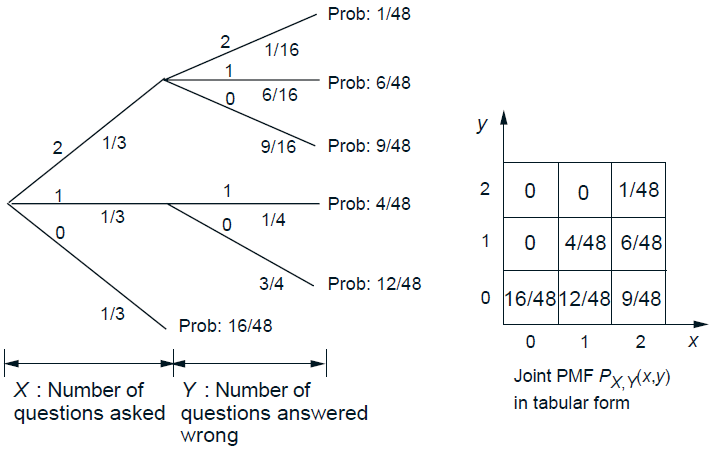 Prob: 1/48
2
1/16
1
Prob: 6/48
6/16
0
9/16
Prob: 9/48
2
1/3
1
1/3
1
Prob: 4/48
1/4
0
0
3/4
Prob: 12/48
1/3
Prob: 16/48
X : Number of
questions asked
Y : Number of
questions answered
wrong
y
2 0 0 1/48
1 0 4/48 6/48
0 16/48 12/48 9/48
0 1 2 x
Joint PMF PX,Y(x,y)
in tabular form